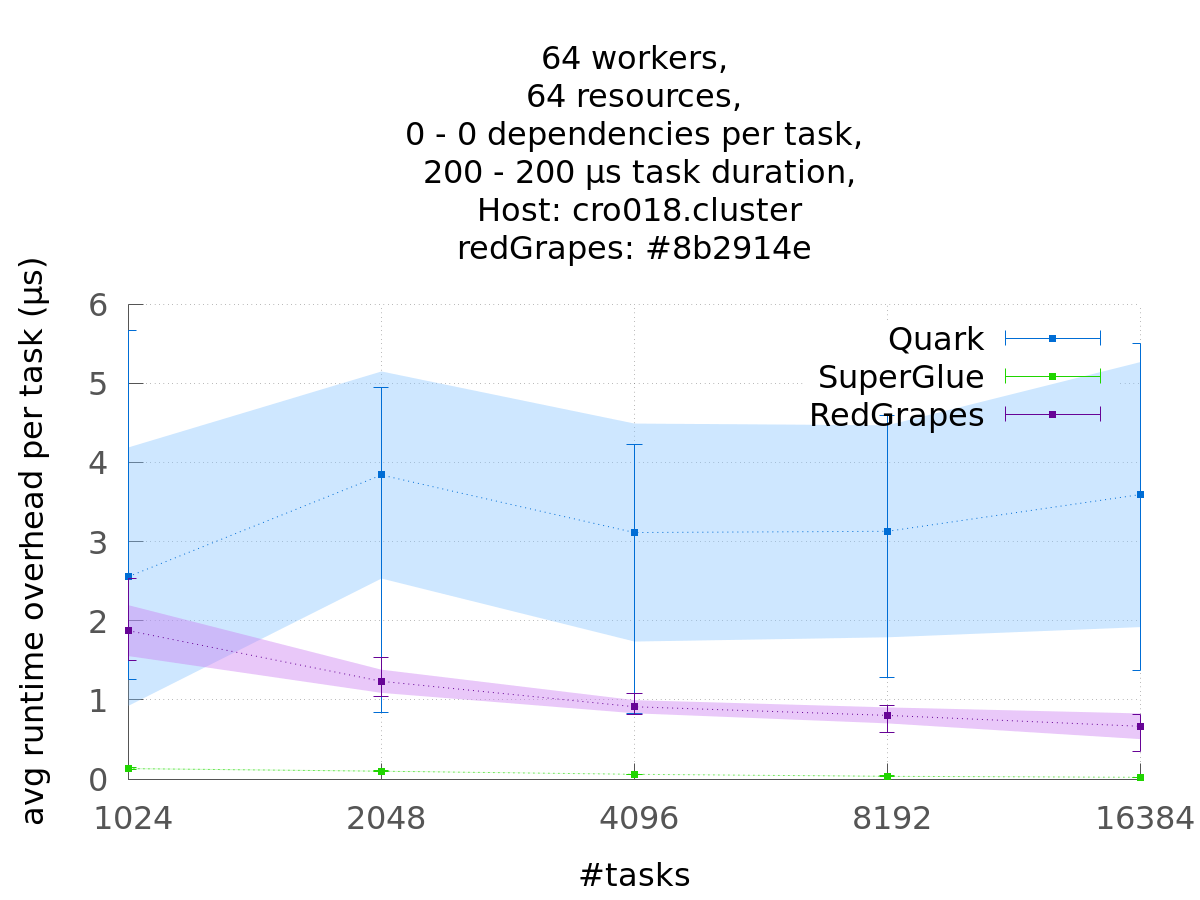 64 workers,
64 resources,
0 - 0 dependencies per task,
200 - 200 µs task duration,
Host: cro018.cluster
redGrapes: #8b2914e
avg runtime overhead per task (µs)
6
5
4
3
2
1
0
Quark
SuperGlue
RedGrapes
1024
2048
4096
8192
16384
#tasks